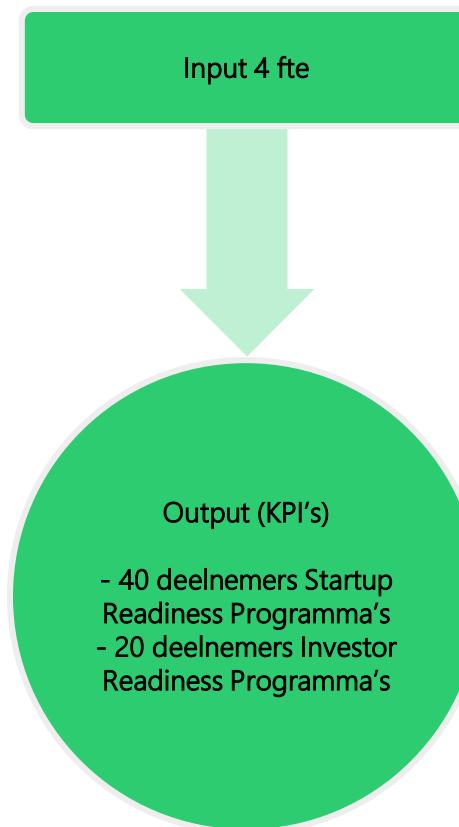 Input 4 fte
Output (KPI’s)
- 40 deelnemers Startup
Readiness Programma’s
- 20 deelnemers Investor
Readiness Programma’s